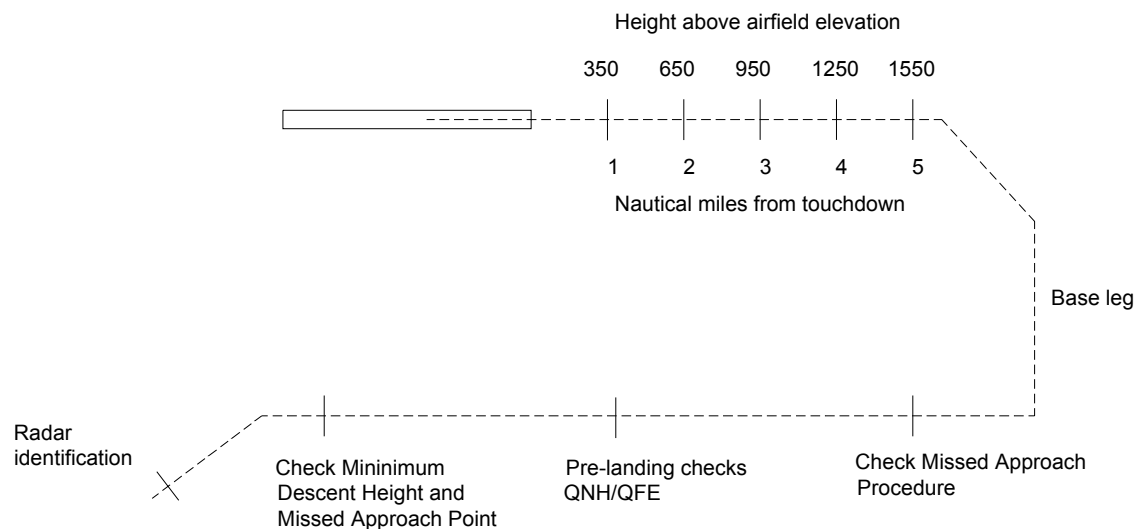 Height above airfield elevation
350 650 950 1250 1550
1 2 3 4 5
Nautical miles from touchdown
Base leg
Radar
identification
Check Mininimum
Descent Height and
Missed Approach Point
Pre-landing checks
QNH/QFE
Check Missed Approach
Procedure